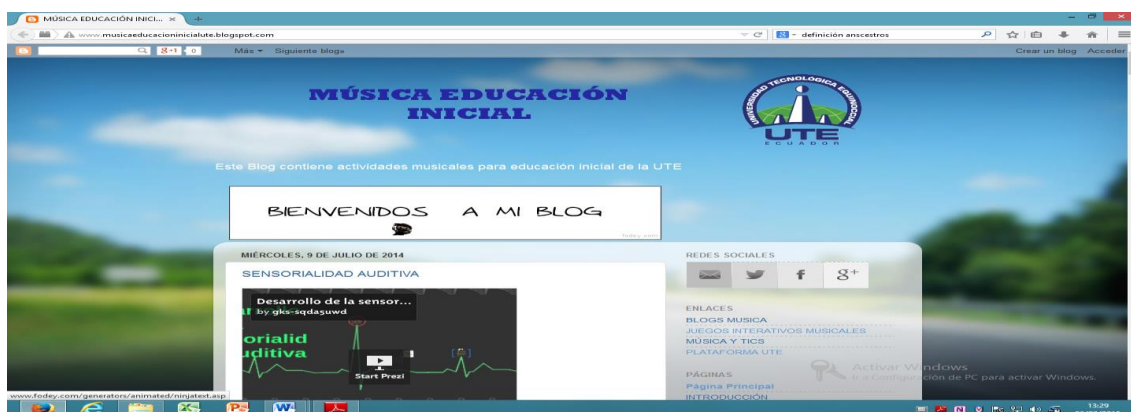 MÚSICA EDUCACIÓN INICI... × +
www.musicaeducacioninicialute.blogspot.com
definición anscestros
g+1 0 Más Siguiente blog» Crear un blog Acceder
MÚSICA EDUCACIÓN
INICIAL
UNIVERSIDAD TECNOLÓGICA EQUINOCCIAL
UTE
ECUADOR
Este Blog contiene actividades musicales para educación inicial de la UTE
BIENVENIDOS A MI BLOG
fodey.com
MIÉRCOLES, 9 DE JULIO DE 2014
SENSORIALIDAD AUDITIVA
Desarrollo de la sensor...
by gks-sqda5uwd
orialid
uditiva
Start Prezi
REDES SOCIALES
ENLACES
BLOGS MUSICA
JUEGOS INTERATIVOS MUSICALES
MÚSICA Y TICS
PLATAFORMA UTE
PÁGINAS
Página Principal
INTRODUCCIÓN
Activar Windows
Ir a Configuración de PC para activar Windows.
www.fodey.com/generators/animated/ninjatext.asp
13:29